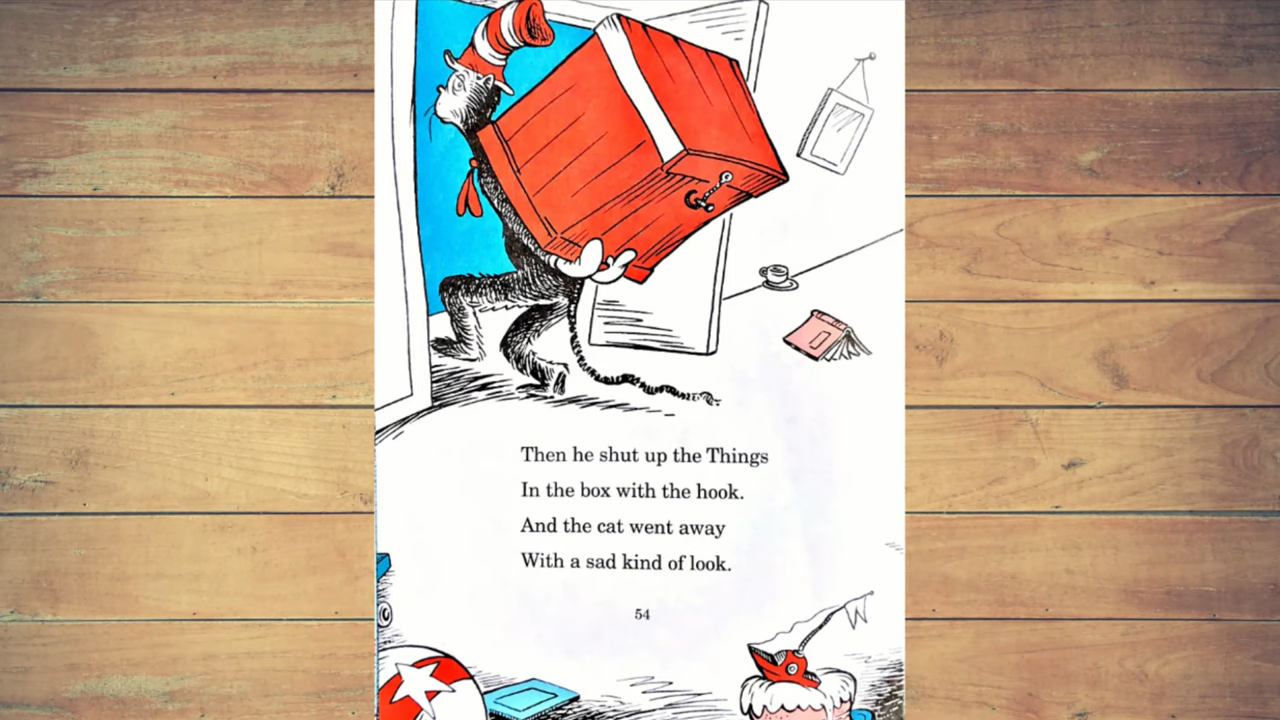 Then he shut up the Things
In the box with the hook.
And the cat went away
With a sad kind of look.
54